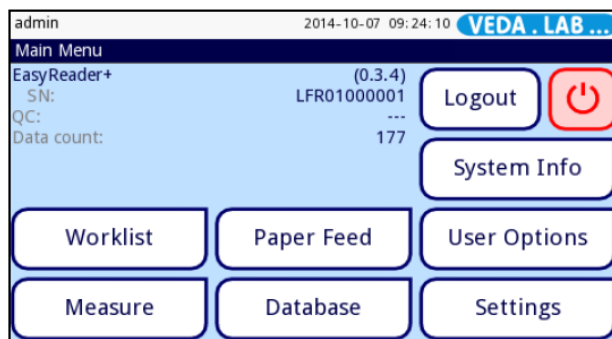 admin 2014-10-07 09:24:10 VEDA . LAB ...
Main Menu
EasyReader+ (0.3.4)
SN: LFR01000001
QC: ---
Data count: 177
Logout
System Info
Worklist Paper Feed User Options
Measure Database Settings